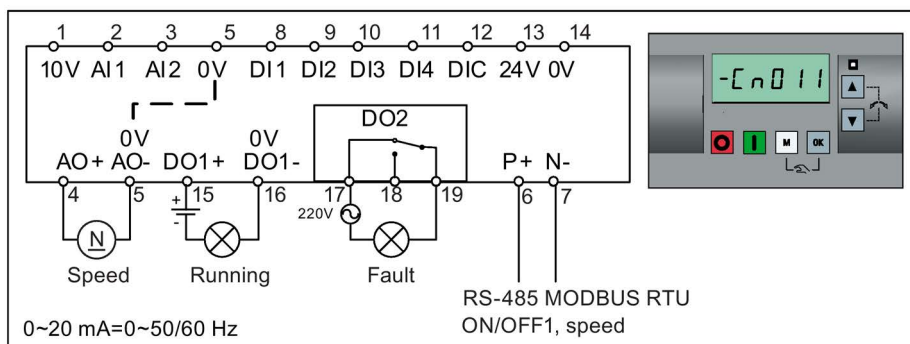 1 2 3 5 8 9 10 11 12 13 14
10V AI1 AI2 0V DI1 DI2 DI3 DI4 DIC 24V 0V
-Cn011
M OK
DO2
0V 0V
AO+ AO- DO1+ DO1- P+ N-
4 5 15 16 17 18 19 6 7
+
-
220V
N
Speed Running Fault
RS-485 MODBUS RTU
ON/OFF1, speed
0~20 mA=0~50/60 Hz